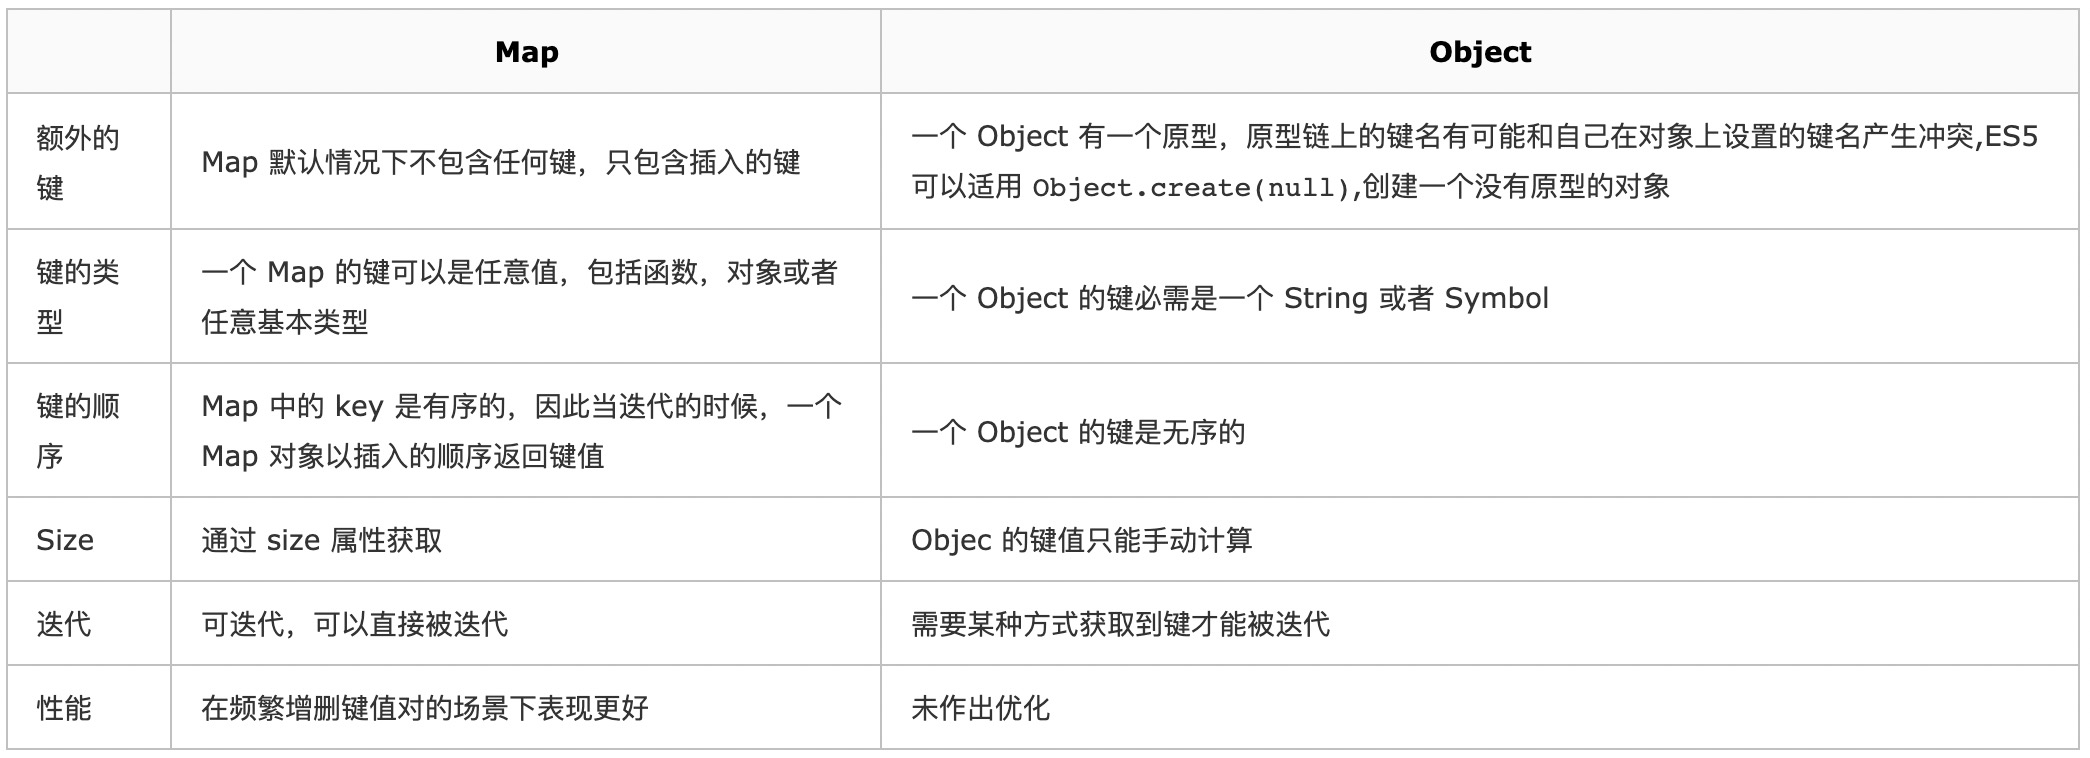 Map
Object
额外的
键
Map 默认情况下不包含任何键，只包含插入的键
一个 Object 有一个原型，原型链上的键名有可能和自己在对象上设置的键名产生冲突,ES5
可以适用 Object.create(null),创建一个没有原型的对象
键的类
型
一个 Map 的键可以是任意值，包括函数，对象或者
任意基本类型
一个 Object 的键必需是一个 String 或者 Symbol
键的顺
序
Map 中的 key 是有序的，因此当迭代的时候，一个
Map 对象以插入的顺序返回键值
一个 Object 的键是无序的
Size
通过 size 属性获取
Objec 的键值只能手动计算
迭代
可迭代，可以直接被迭代
需要某种方式获取到键才能被迭代
性能
在频繁增删键值对的场景下表现更好
未作出优化